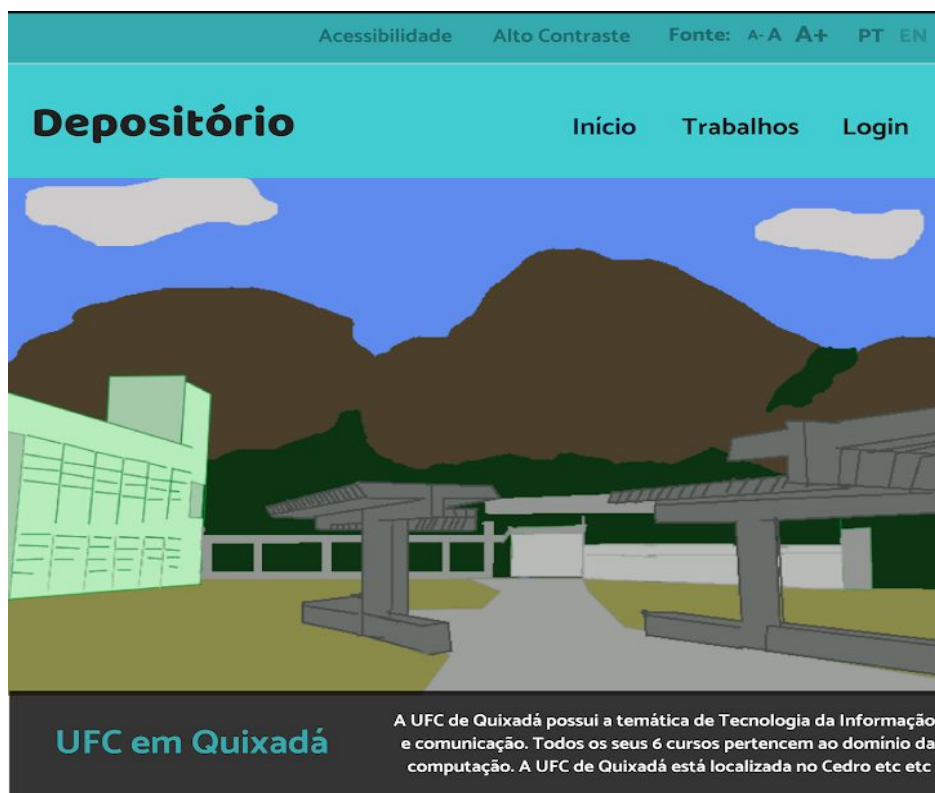 Acessibilidade Alto Contraste Fonte: A- A A+ PT EN
Depositório
Início Trabalhos Login
UFC em Quixadá
A UFC de Quixadá possui a temática de Tecnologia da Informação
e comunicação. Todos os seus 6 cursos pertencem ao domínio da
computação. A UFC de Quixadá está localizada no Cedro etc etc